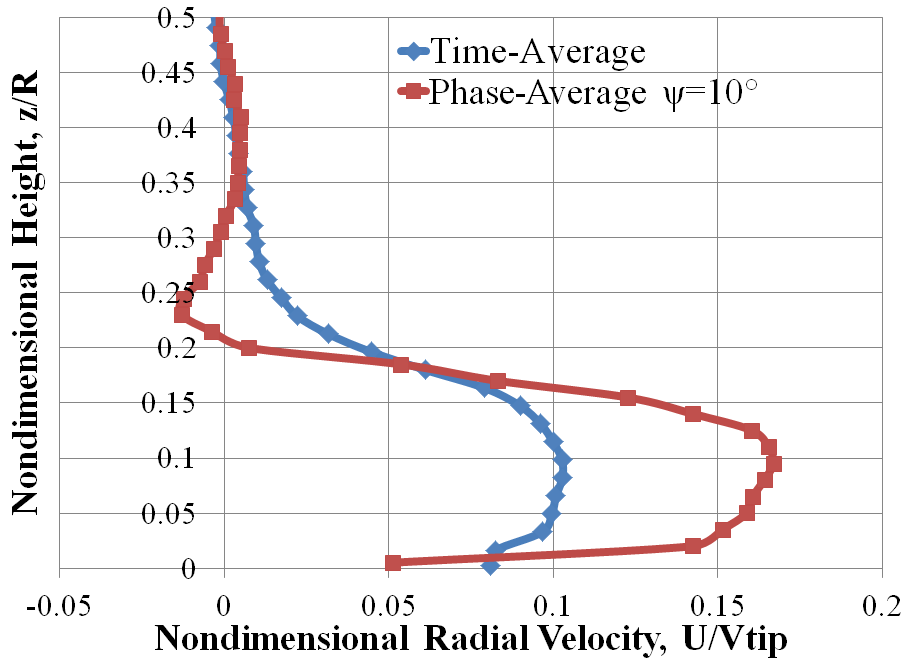 0.5
Time-Average
0.45
Phase-Average ψ=10°
0.4
0.35
0.3
0.25
0.2
0.15
0.1
0.05
0
Nondimensional Height, z/R
-0.05 0 0.05 0.1 0.15 0.2
Nondimensional Radial Velocity, U/Vtip